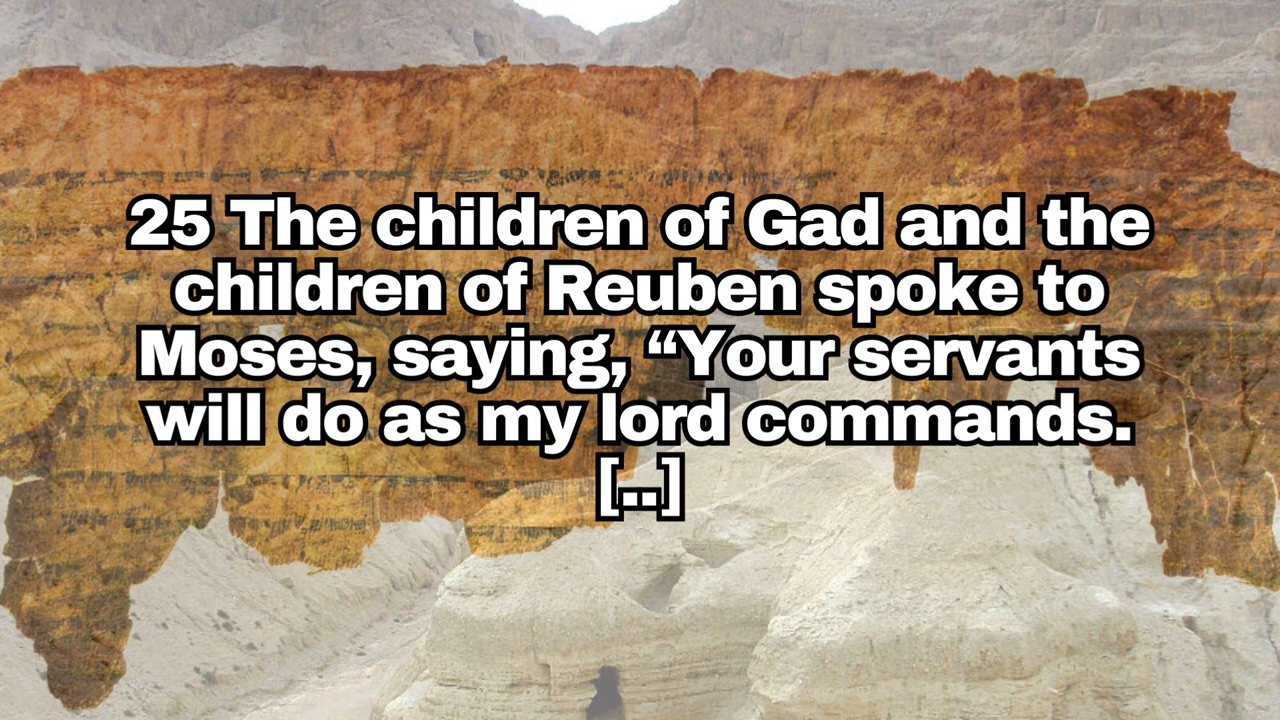 25 The children of Gad and the
children of Reuben spoke to
Moses, saying, “Your servants
will do as my lord commands.
[..]